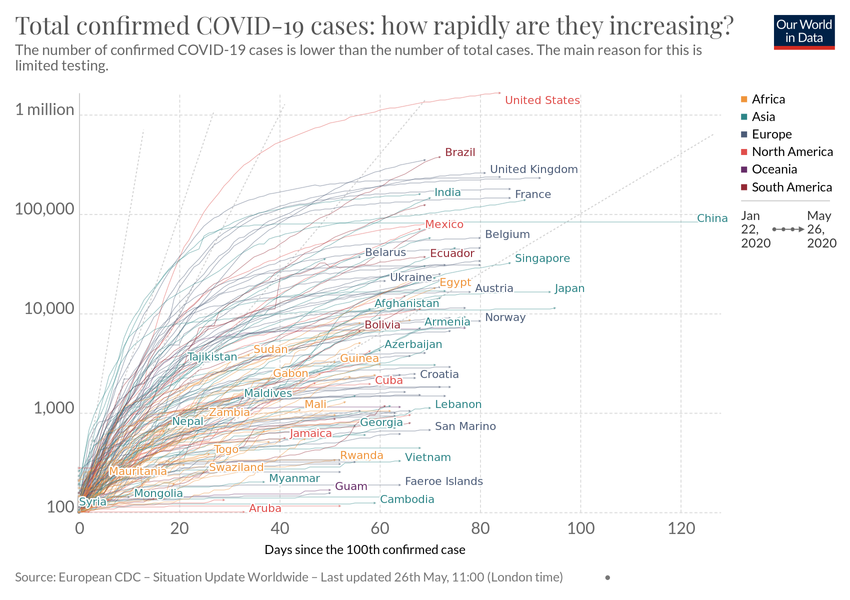 Total confirmed COVID-19 cases: how rapidly are they increasing?
The number of confirmed COVID-19 cases is lower than the number of total cases. The main reason for this is
limited testing.
Our World
in Data
1 million
100,000
10,000
1,000
100
United States
Brazil
United Kingdom
India
France
China
Mexico
Belgium
Belarus
Ecuador
Singapore
Ukraine
Egypt
Austria
Japan
Afghanistan
Bolivia
Armenia
Norway
Azerbaijan
Sudan
Tajikistan
Guinea
Gabon
Croatia
Cuba
Maldives
Mali
Lebanon
Zambia
Nepal
Georgia
San Marino
Jamaica
Togo
Rwanda
Vietnam
Swaziland
Mauritania
Myanmar
Faeroe Islands
Guam
Mongolia
Cambodia
Syria
Aruba
0
20
40
60
80
100
120
Days since the 100th confirmed case
Africa
Asia
Europe
North America
Oceania
South America
Jan
22,
2020
May
26,
2020
Source: European CDC – Situation Update Worldwide – Last updated 26th May, 11:00 (London time)